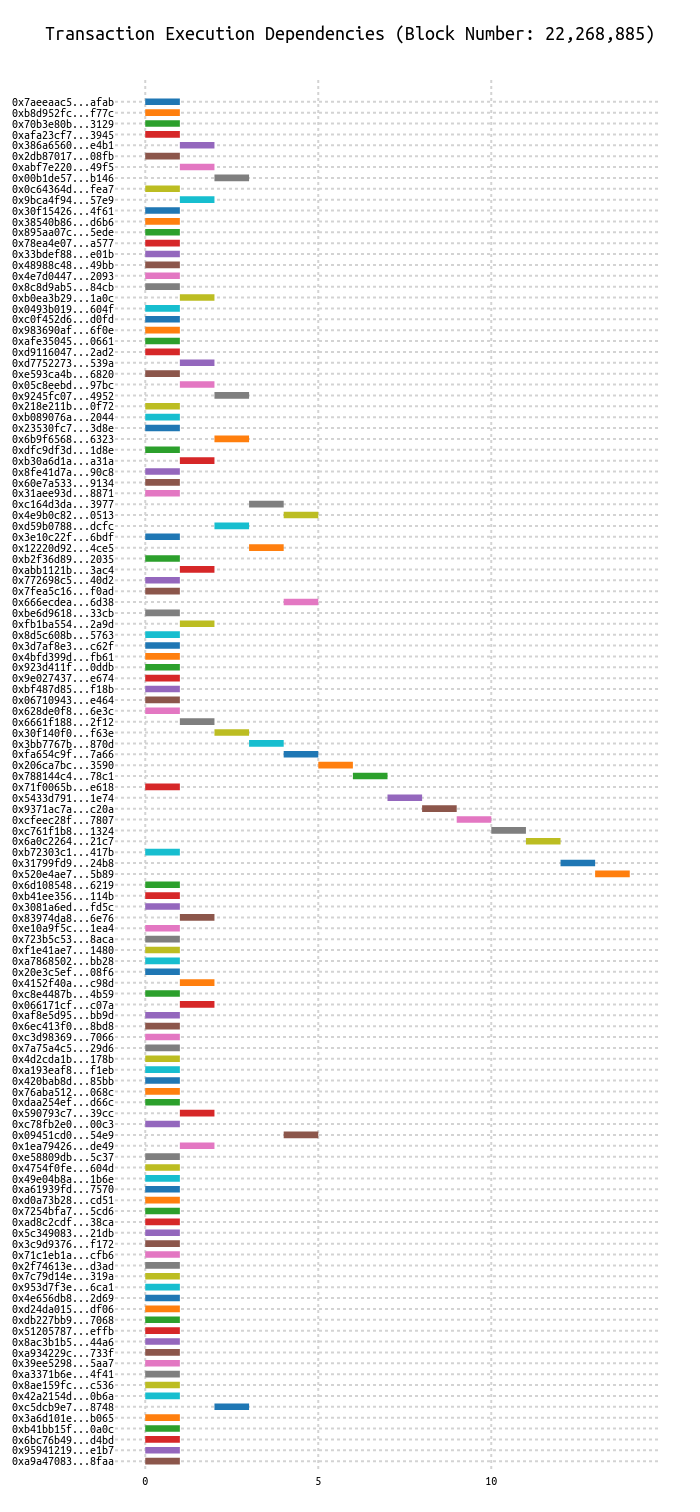 Transaction Execution Dependencies (Block Number: 22,268,885)
0x7aeeaac5...afab
0xb8d952fc...f77c
0x70b3e80b...3129
0xafa23cf7...3945
0x386a6560...e4b1
0x2db87017...08fb
0xabf7e220...49f5
0x00b1de57...b146
0x0c64364d...fea7
0x9bca4f94...57e9
0x30f15426...4f61
0x38540b86...d6b6
0x895aa07c...5ede
0x78ea4e07...a577
0x33bdef88...e01b
0x48988c48...49bb
0x4e7d0447...2093
0x8c8d9ab5...84cb
0xb0ea3b29...1a0c
0x0493b019...604f
0xc0f452d6...d0fd
0x983690af...6f0e
0xafe35045...0661
0xd9116047...2ad2
0xd7752273...539a
0xe593ca4b...6820
0x05c8eebd...97bc
0x9245fc07...4952
0x218e211b...0f72
0xb089076a...2044
0x23530fc7...3d8e
0x6b9f6568...6323
0xdfc9df3d...1d8e
0xb30a6d1a...a31a
0x8fe41d7a...90c8
0x60e7a533...9134
0x31aee93d...8871
0xc164d3da...3977
0x4e9b0c82...0513
0xd59b0788...dcfc
0x3e10c22f...6bdf
0x12220d92...4ce5
0xb2f36d89...2035
0xabb1121b...3ac4
0x772698c5...40d2
0x7fea5c16...f0ad
0x666ecdea...6d38
0xbe6d9618...33cb
0xfb1ba554...2a9d
0x8d5c608b...5763
0x3d7af8e3...c62f
0x4bfd399d...fb61
0x923d411f...0ddb
0x9e027437...e674
0xbf487d85...f18b
0x06710943...e464
0x628de0f8...6e3c
0x6661f188...2f12
0x30f140f0...f63e
0x3bb7767b...870d
0xfa654c9f...7a66
0x206ca7bc...3590
0x788144c4...78c1
0x71f0065b...e618
0x5433d791...1e74
0x9371ac7a...c20a
0xcfeec28f...7807
0xc761f1b8...1324
0x6a0c2264...21c7
0xb72303c1...417b
0x31799fd9...24b8
0x520e4ae7...5b89
0x6d108548...6219
0xb41ee356...114b
0x3081a6ed...fd5c
0x83974da8...6e76
0xe10a9f5c...1ea4
0x723b5c53...8aca
0xf1e41ae7...1480
0xa7868502...bb28
0x20e3c5ef...08f6
0x4152f40a...c98d
0xc8e4487b...4b59
0x066171cf...c07a
0xaf8e5d95...bb9d
0x6ec413f0...8bd8
0xc3d98369...7066
0x7a75a4c5...29d6
0x4d2cda1b...178b
0xa193eaf8...f1eb
0x420bab8d...85bb
0x76aba512...068c
0xdaa254ef...d66c
0x590793c7...39cc
0xc78fb2e0...00c3
0x09451cd0...54e9
0x1ea79426...de49
0xe58809db...5c37
0x4754f0fe...604d
0x49e04b8a...1b6e
0xa61939fd...7570
0xd0a73b28...cd51
0x7254bfa7...5cd6
0xad8c2cdf...38ca
0x5c349083...21db
0x3c9d9376...f172
0x71c1eb1a...cfb6
0x2f74613e...d3ad
0x7c79d14e...319a
0x953d7f3e...6ca1
0x4e656db8...2d69
0xd24da015...df06
0xdb227bb9...7068
0x51205787...effb
0x8ac3b1b5...44a6
0xa934229c...733f
0x39ee5298...5aa7
0xa3371b6e...4f41
0x8ae159fc...c536
0x42a2154d...0b6a
0xc5dcb9e7...8748
0x3a6d101e...b065
0xb41bb15f...0a0c
0x6bc76b49...d4bd
0x95941219...e1b7
0xa9a47083...8faa
0 5 10